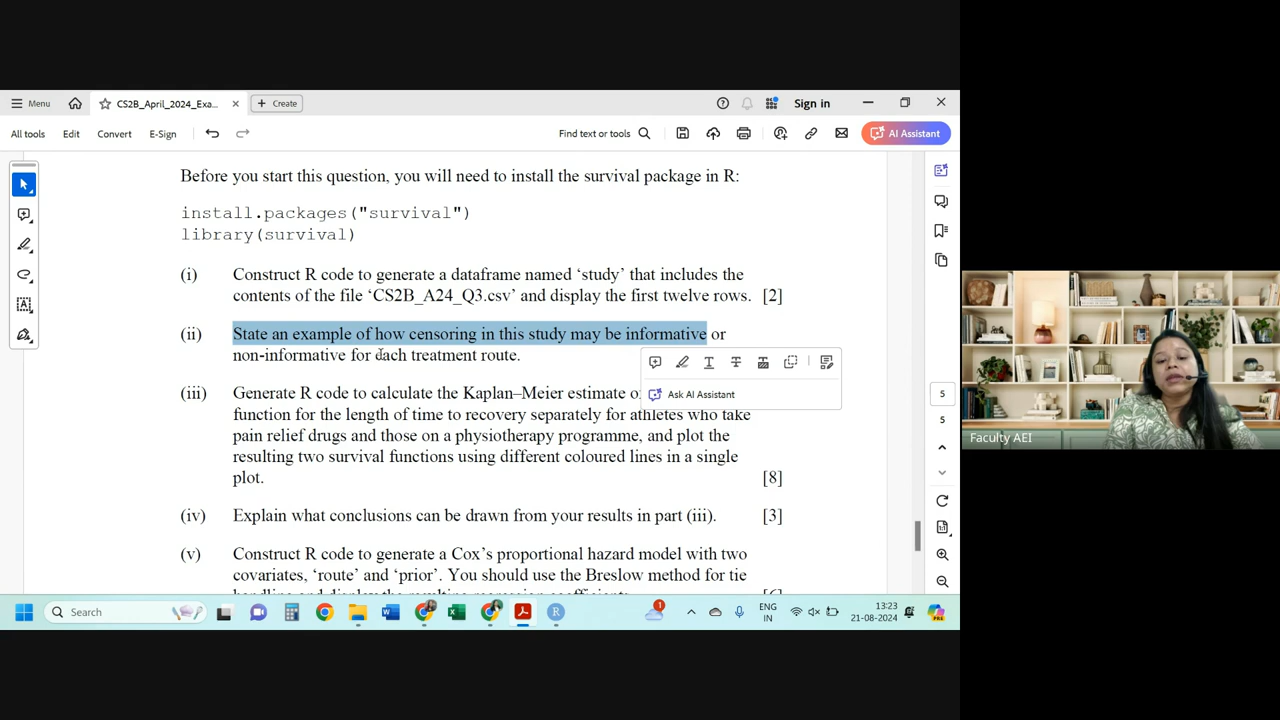 Menu
CS2B_April_2024_Exa...
Create
Sign in
All tools
Edit
Convert
E-Sign
Find text or tools
AI Assistant
Before you start this question, you will need to install the survival package in R:
install.packages("survival")
library(survival)
(i) Construct R code to generate a dataframe named ‘study’ that includes the
contents of the file ‘CS2B_A24_Q3.csv’ and display the first twelve rows. [2]
(ii) State an example of how censoring in this study may be informative or
non-informative for each treatment route.
Ask AI Assistant
(iii) Generate R code to calculate the Kaplan–Meier estimate
function for the length of time to recovery separately for athletes who take
pain relief drugs and those on a physiotherapy programme, and plot the
resulting two survival functions using different coloured lines in a single
plot. [8]
(iv) Explain what conclusions can be drawn from your results in part (iii). [3]
(v) Construct R code to generate a Cox’s proportional hazard model with two
covariates, ‘route’ and ‘prior’. You should use the Breslow method for tie
5
5
Faculty AEI
Search
1
ENG
IN
13:23
21-08-2024